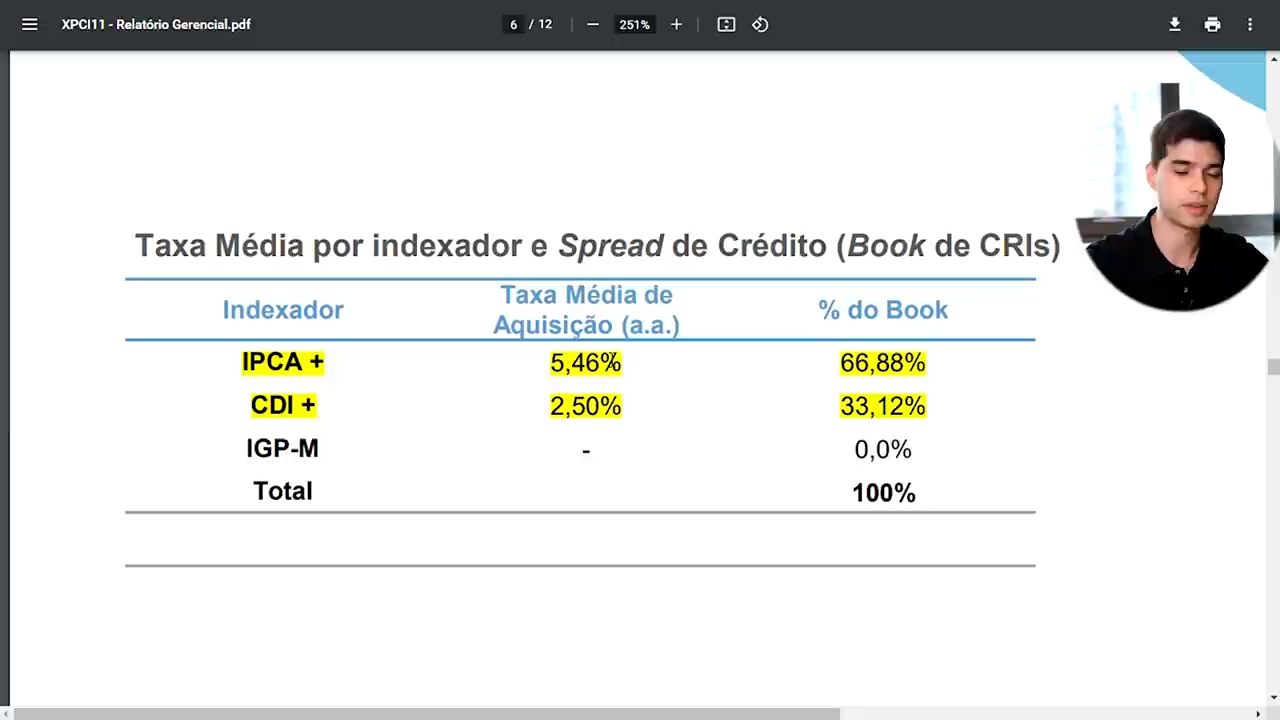 XPCI11 - Relatório Gerencial.pdf
6 / 12
251%
Taxa Média por indexador e Spread de Crédito (Book de CRIs)
Indexador Taxa Média de Aquisição (a.a.) % do Book
IPCA + 5,46% 66,88%
CDI + 2,50% 33,12%
IGP-M - 0,0%
Total 100%